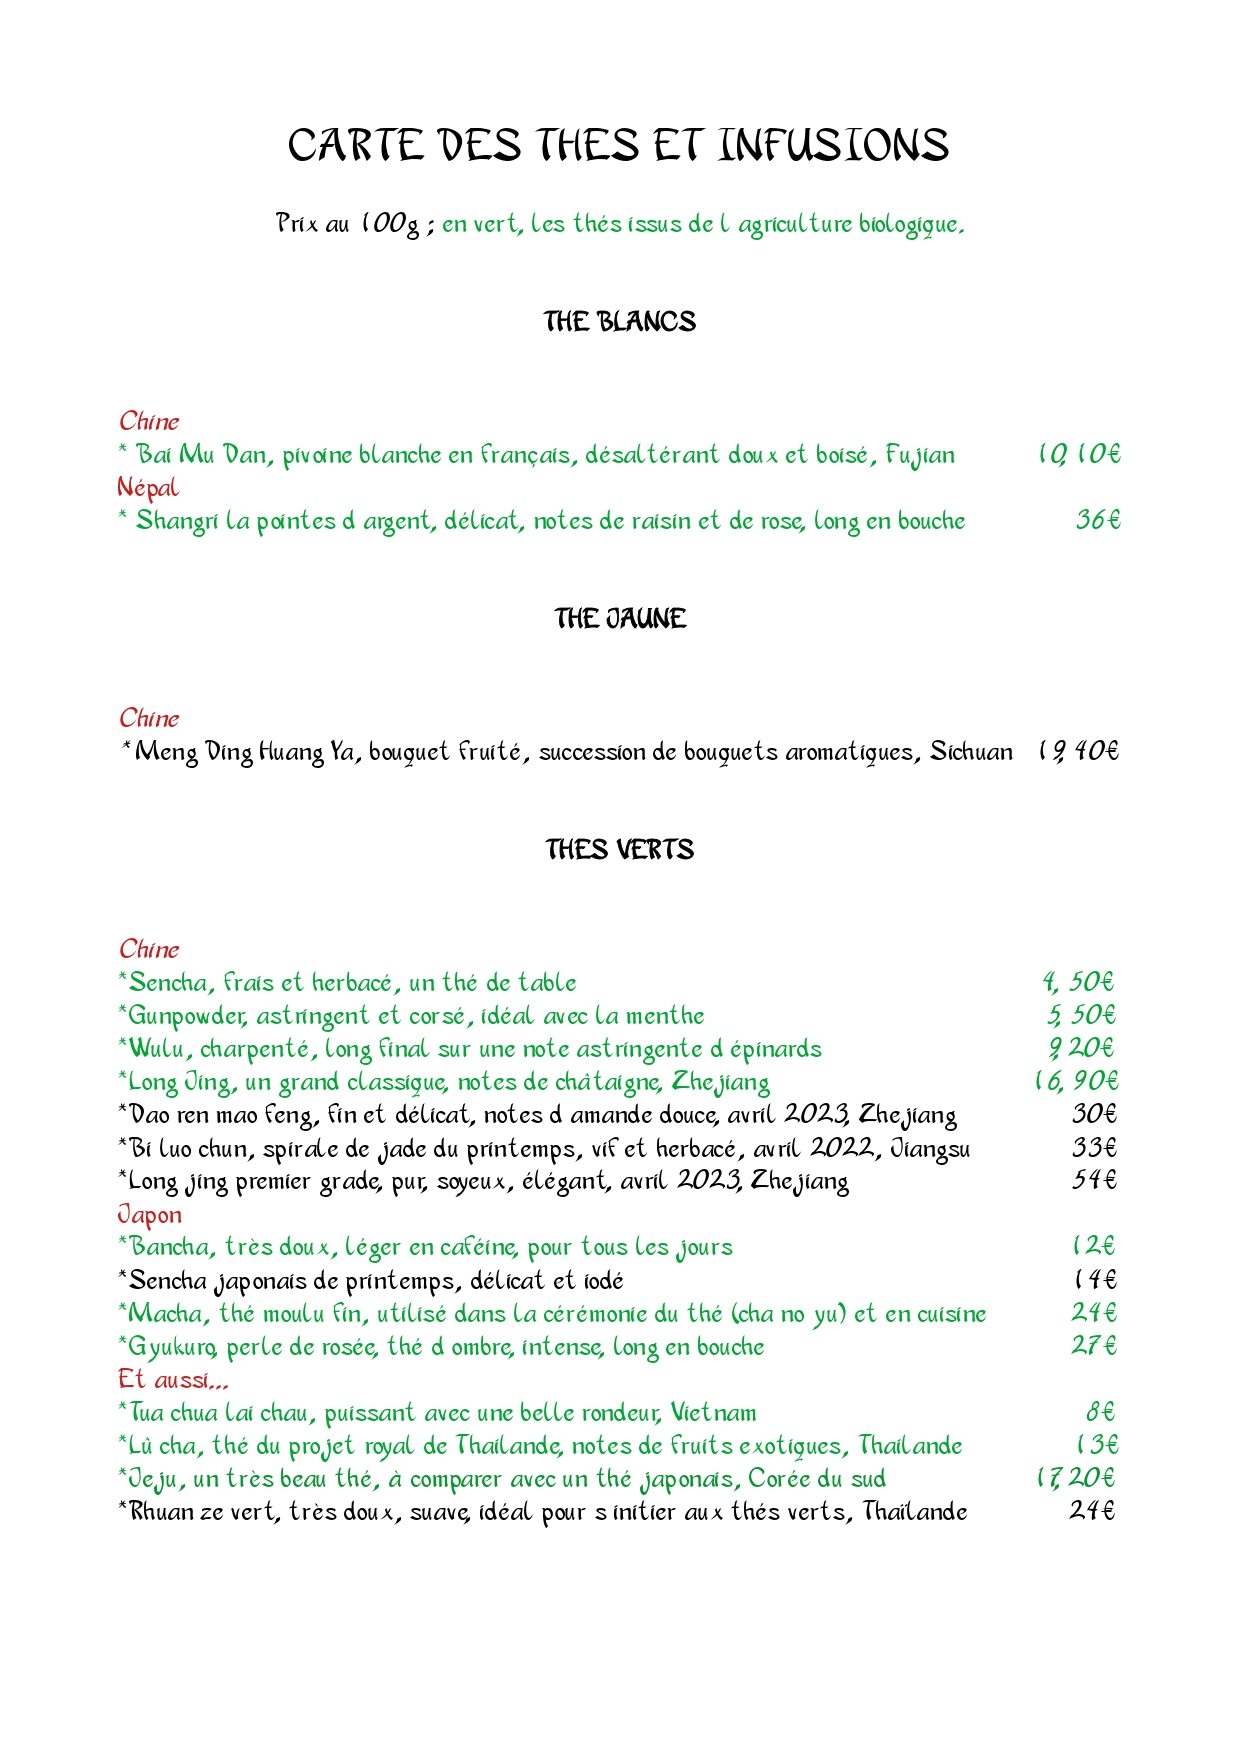 CARTE DES THES ET INFUSIONS
Prix au 100g ; en vert, les thés issus de l agriculture biologique.
THE BLANCS
Chine
* Bai Mu Dan, pivoine blanche en français, désaltérant doux et boisé, Fujian 10,10€
Népal
* Shangri la pointes d argent, délicat, notes de raisin et de rose, long en bouche 36€
THE JAUNE
Chine
*Meng Ding Huang Ya, bouquet fruité, succession de bouquets aromatiques, Sichuan 19,40€
THES VERTS
Chine
*Sencha, frais et herbacé, un thé de table 4,50€
*Gunpowder, astringent et corsé, idéal avec la menthe 5,50€
*Wulu, charpenté, long final sur une note astringente d épinards 9,20€
*Long Jing, un grand classique, notes de châtaigne, Zhejiang 16,90€
*Dao ren mao feng, fin et délicat, notes d amande douce, avril 2023, Zhejiang 30€
*Bi luo chun, spirale de jade du printemps, vif et herbacé, avril 2022, Jiangsu 33€
*Long jing premier grade, pur, soyeux, élégant, avril 2023, Zhejiang 54€
Japon
*Bancha, très doux, léger en caféine, pour tous les jours 12€
*Sencha japonais de printemps, délicat et iodé 14€
*Macha, thé moulu fin, utilisé dans la cérémonie du thé (cha no yu) et en cuisine 24€
*Gyukuro, perle de rosée, thé d ombre, intense, long en bouche 27€
Et aussi...
*Tua chua lai chau, puissant avec une belle rondeur, Vietnam 8€
*Lû cha, thé du projet royal de Thaïlande, notes de fruits exotiques, Thaïlande 13€
*Jeju, un très beau thé, à comparer avec un thé japonais, Corée du sud 17,20€
*Rhuan ze vert, très doux, suave, idéal pour s initier aux thés verts, Thaïlande 24€